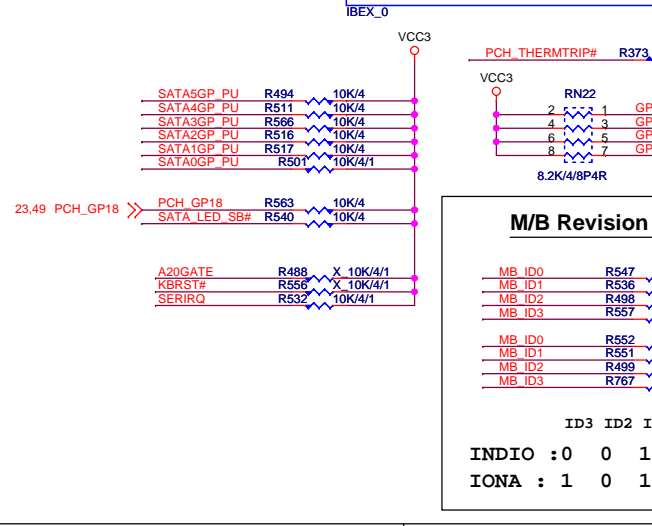 IBEX_0
VCC3
PCH_THERMTRIP# R373
VCC3
SATA5GP_PU R494 10K/4
SATA4GP_PU R511 10K/4
SATA3GP_PU R566 10K/4
SATA2GP_PU R516 10K/4
SATA1GP_PU R517 10K/4
SATA0GP_PU R501 10K/4/1
RN22
2 1 GP
4 3 GP
6 5 GP
8 7 GP
8.2K/4/8P4R
23,49 PCH_GP18 PCH_GP18 R563 10K/4
SATA_LED_SB# R540 10K/4
A20GATE R488 X_10K/4/1
KBRST# R556 X_10K/4/1
SERIRQ R532 10K/4/1
M/B Revision
MB_ID0 R547
MB_ID1 R536
MB_ID2 R498
MB_ID3 R557
MB_ID0 R552
MB_ID1 R551
MB_ID2 R499
MB_ID3 R767
ID3 ID2 I
INDIO :0 0 1
IONA : 1 0 1